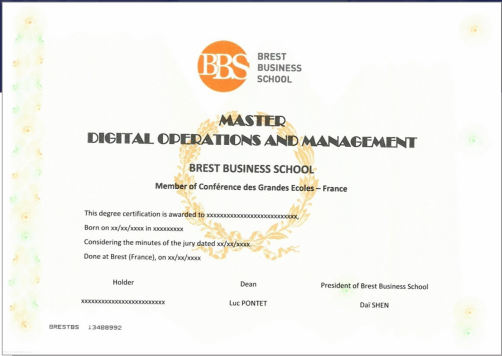 BBS
BREST
BUSINESS
SCHOOL
MASTER
DIGITAL OPERATIONS AND MANAGEMENT
BREST BUSINESS SCHOOL
Member of Conférence des Grandes Ecoles – France
This degree certification is awarded to xxxxxxxxxxxxxxxxxxxxxxxxxxx,
Born on xx/xx/xxxx in xxxxxxxxx
Considering the minutes of the jury dated xx/xx/xxxx.
Done at Brest (France), on xx/xx/xxxx
Holder Dean President of Brest Business School
xxxxxxxxxxxxxxxxxxxxxxxxx Luc PONTET Dai SHEN
BRESTBS 13488992